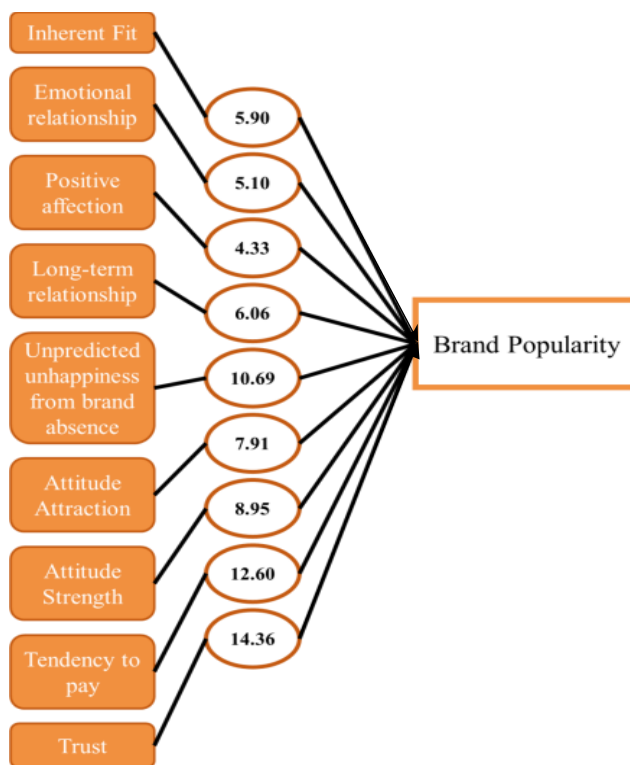 Inherent Fit
Emotional
relationship
Positive
affection
Long-term
relationship
Unpredicted
unhappiness
from brand
absence
Attitude
Attraction
Attitude
Strength
Tendency to
pay
Trust
5.90
5.10
4.33
6.06
10.69
7.91
8.95
12.60
14.36
Brand Popularity